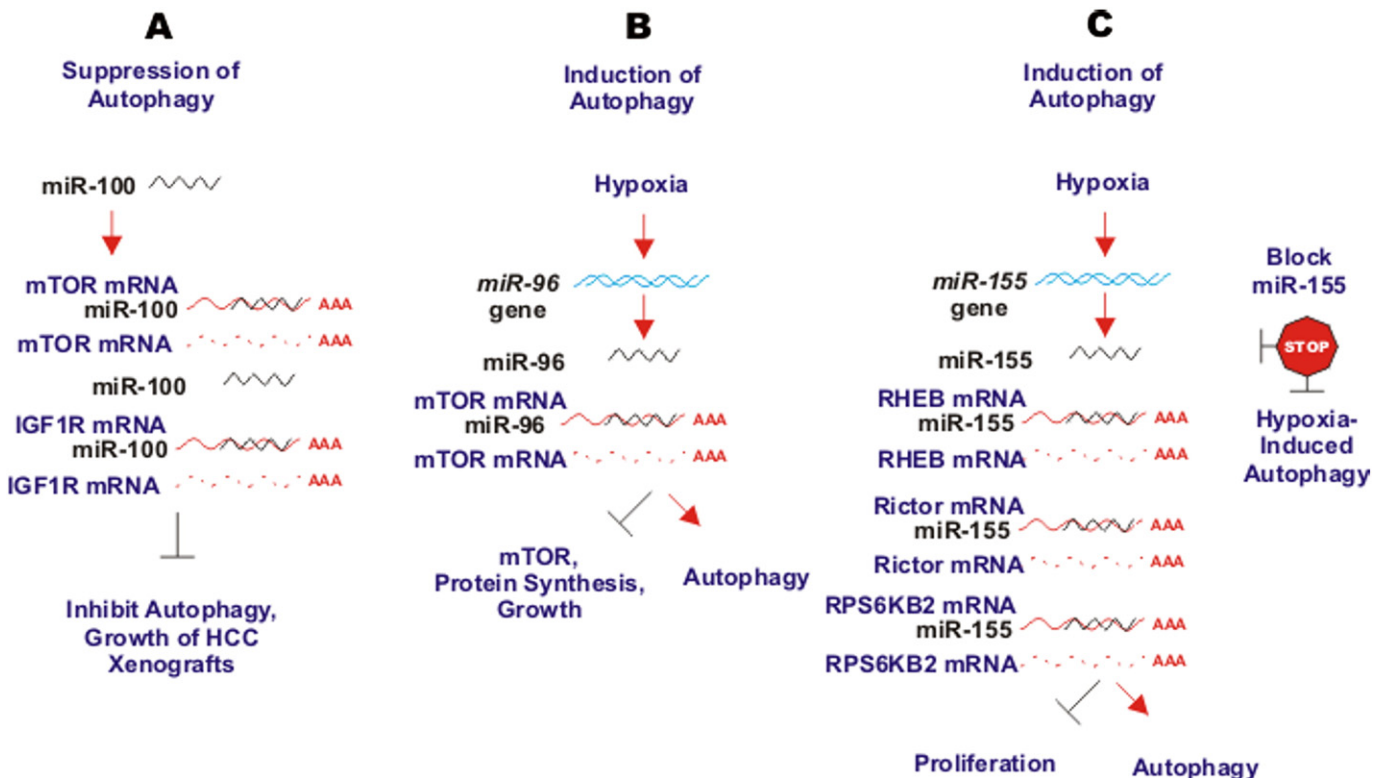 A
Suppression of
Autophagy
miR-100
mTOR mRNA
miR-100
AAA
mTOR mRNA
AAA
miR-100
IGF1R mRNA
miR-100
AAA
IGF1R mRNA
AAA
Inhibit Autophagy,
Growth of HCC
Xenografts
B
Induction of
Autophagy
Hypoxia
miR-96
gene
miR-96
mTOR mRNA
miR-96
AAA
mTOR mRNA
AAA
mTOR,
Protein Synthesis,
Growth
Autophagy
C
Induction of
Autophagy
Hypoxia
miR-155
gene
miR-155
RHEB mRNA
miR-155
AAA
RHEB mRNA
AAA
Rictor mRNA
miR-155
AAA
Rictor mRNA
AAA
RPS6KB2 mRNA
miR-155
AAA
RPS6KB2 mRNA
AAA
Proliferation
Autophagy
Block
miR-155
STOP
Hypoxia-
Induced
Autophagy